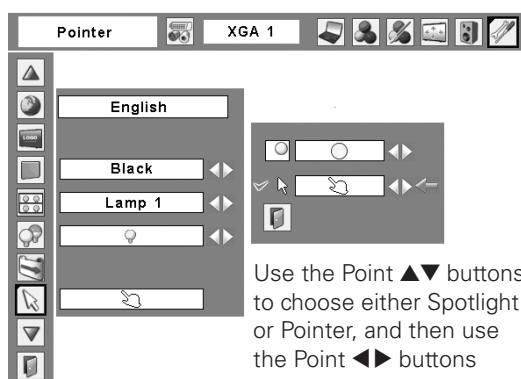 Pointer
XGA 1
English
LOGO
Black
Lamp 1
Use the Point ▲▼ buttons
to choose either Spotlight
or Pointer, and then use
the Point ◀▶ buttons